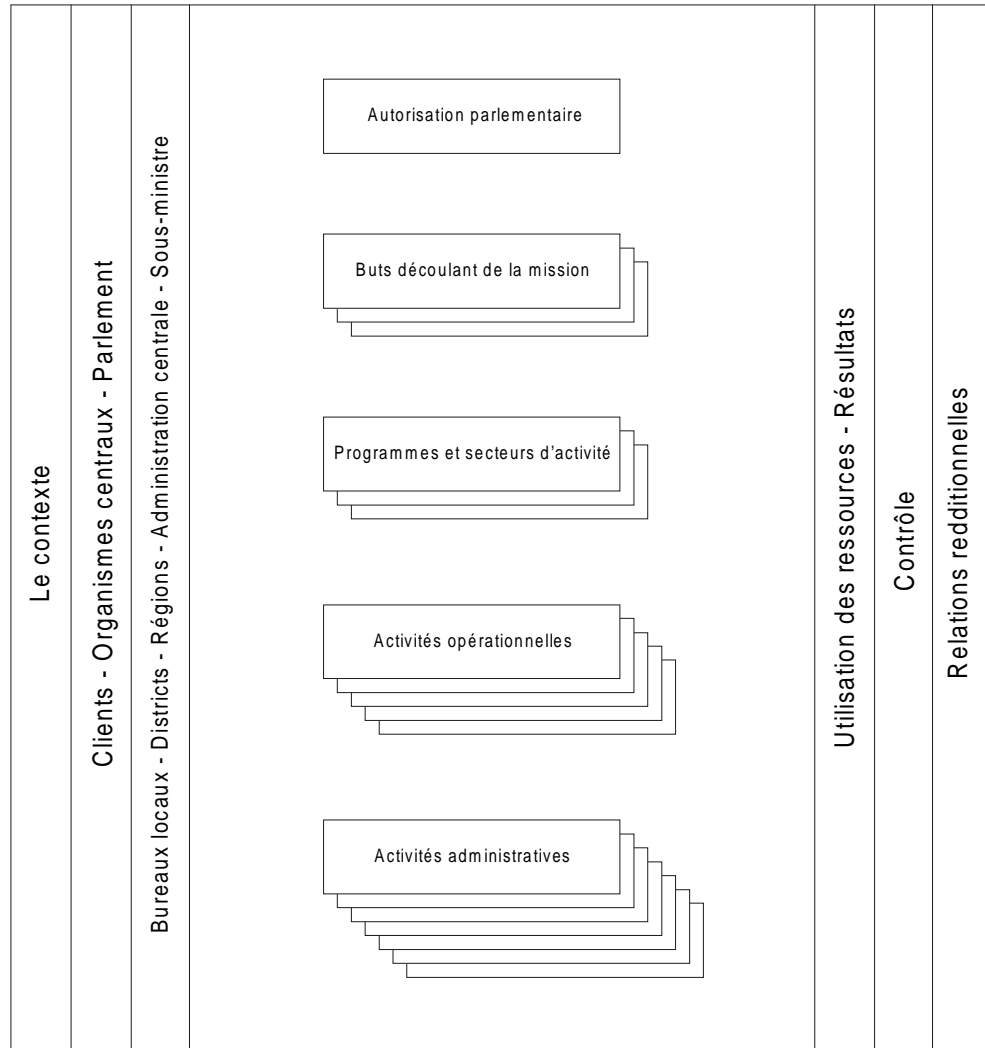 Le contexte
Clients - Organismes centraux - Parlement
Bureaux locaux - Districts - Régions - Administration centrale - Sous-ministre
Autorisation parlementaire
Buts découlant de la mission
Programmes et secteurs d'activité
Activités opérationnelles
Activités administratives
Utilisation des ressources - Résultats
Contrôle
Relations redditionnelles